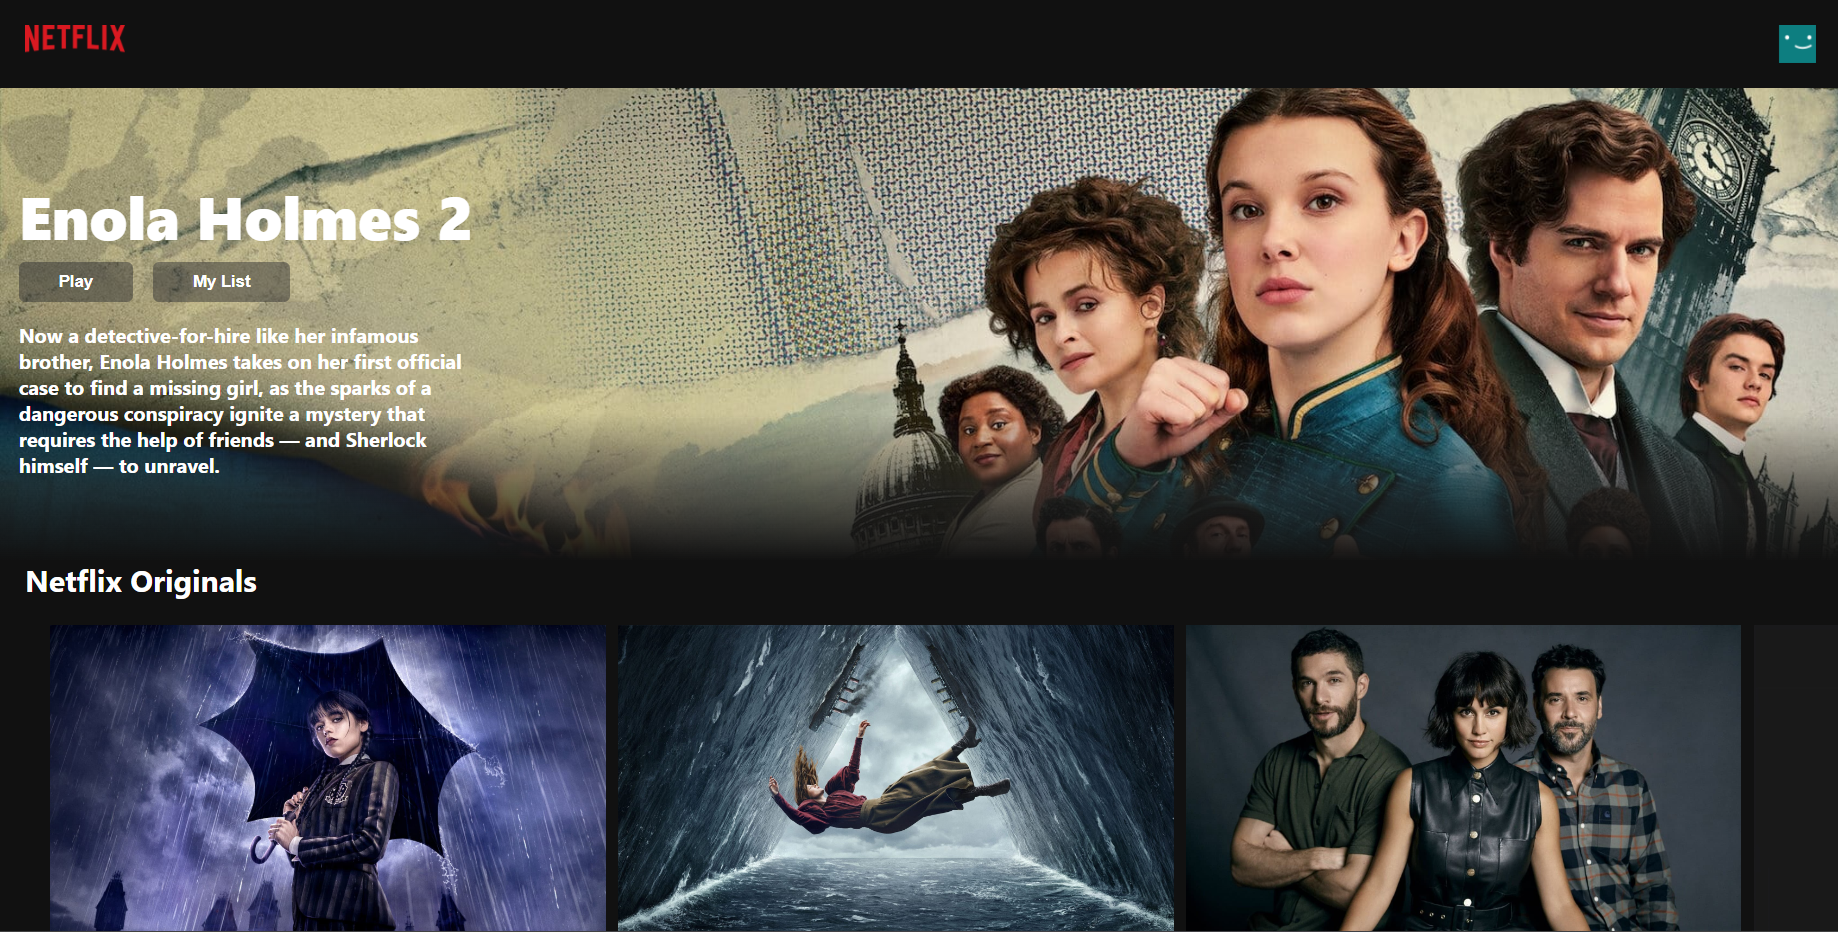 NETFLIX
Enola Holmes 2
Play
My List
Now a detective-for-hire like her infamous
brother, Enola Holmes takes on her first official
case to find a missing girl, as the sparks of a
dangerous conspiracy ignite a mystery that
requires the help of friends — and Sherlock
himself — to unravel.
Netflix Originals